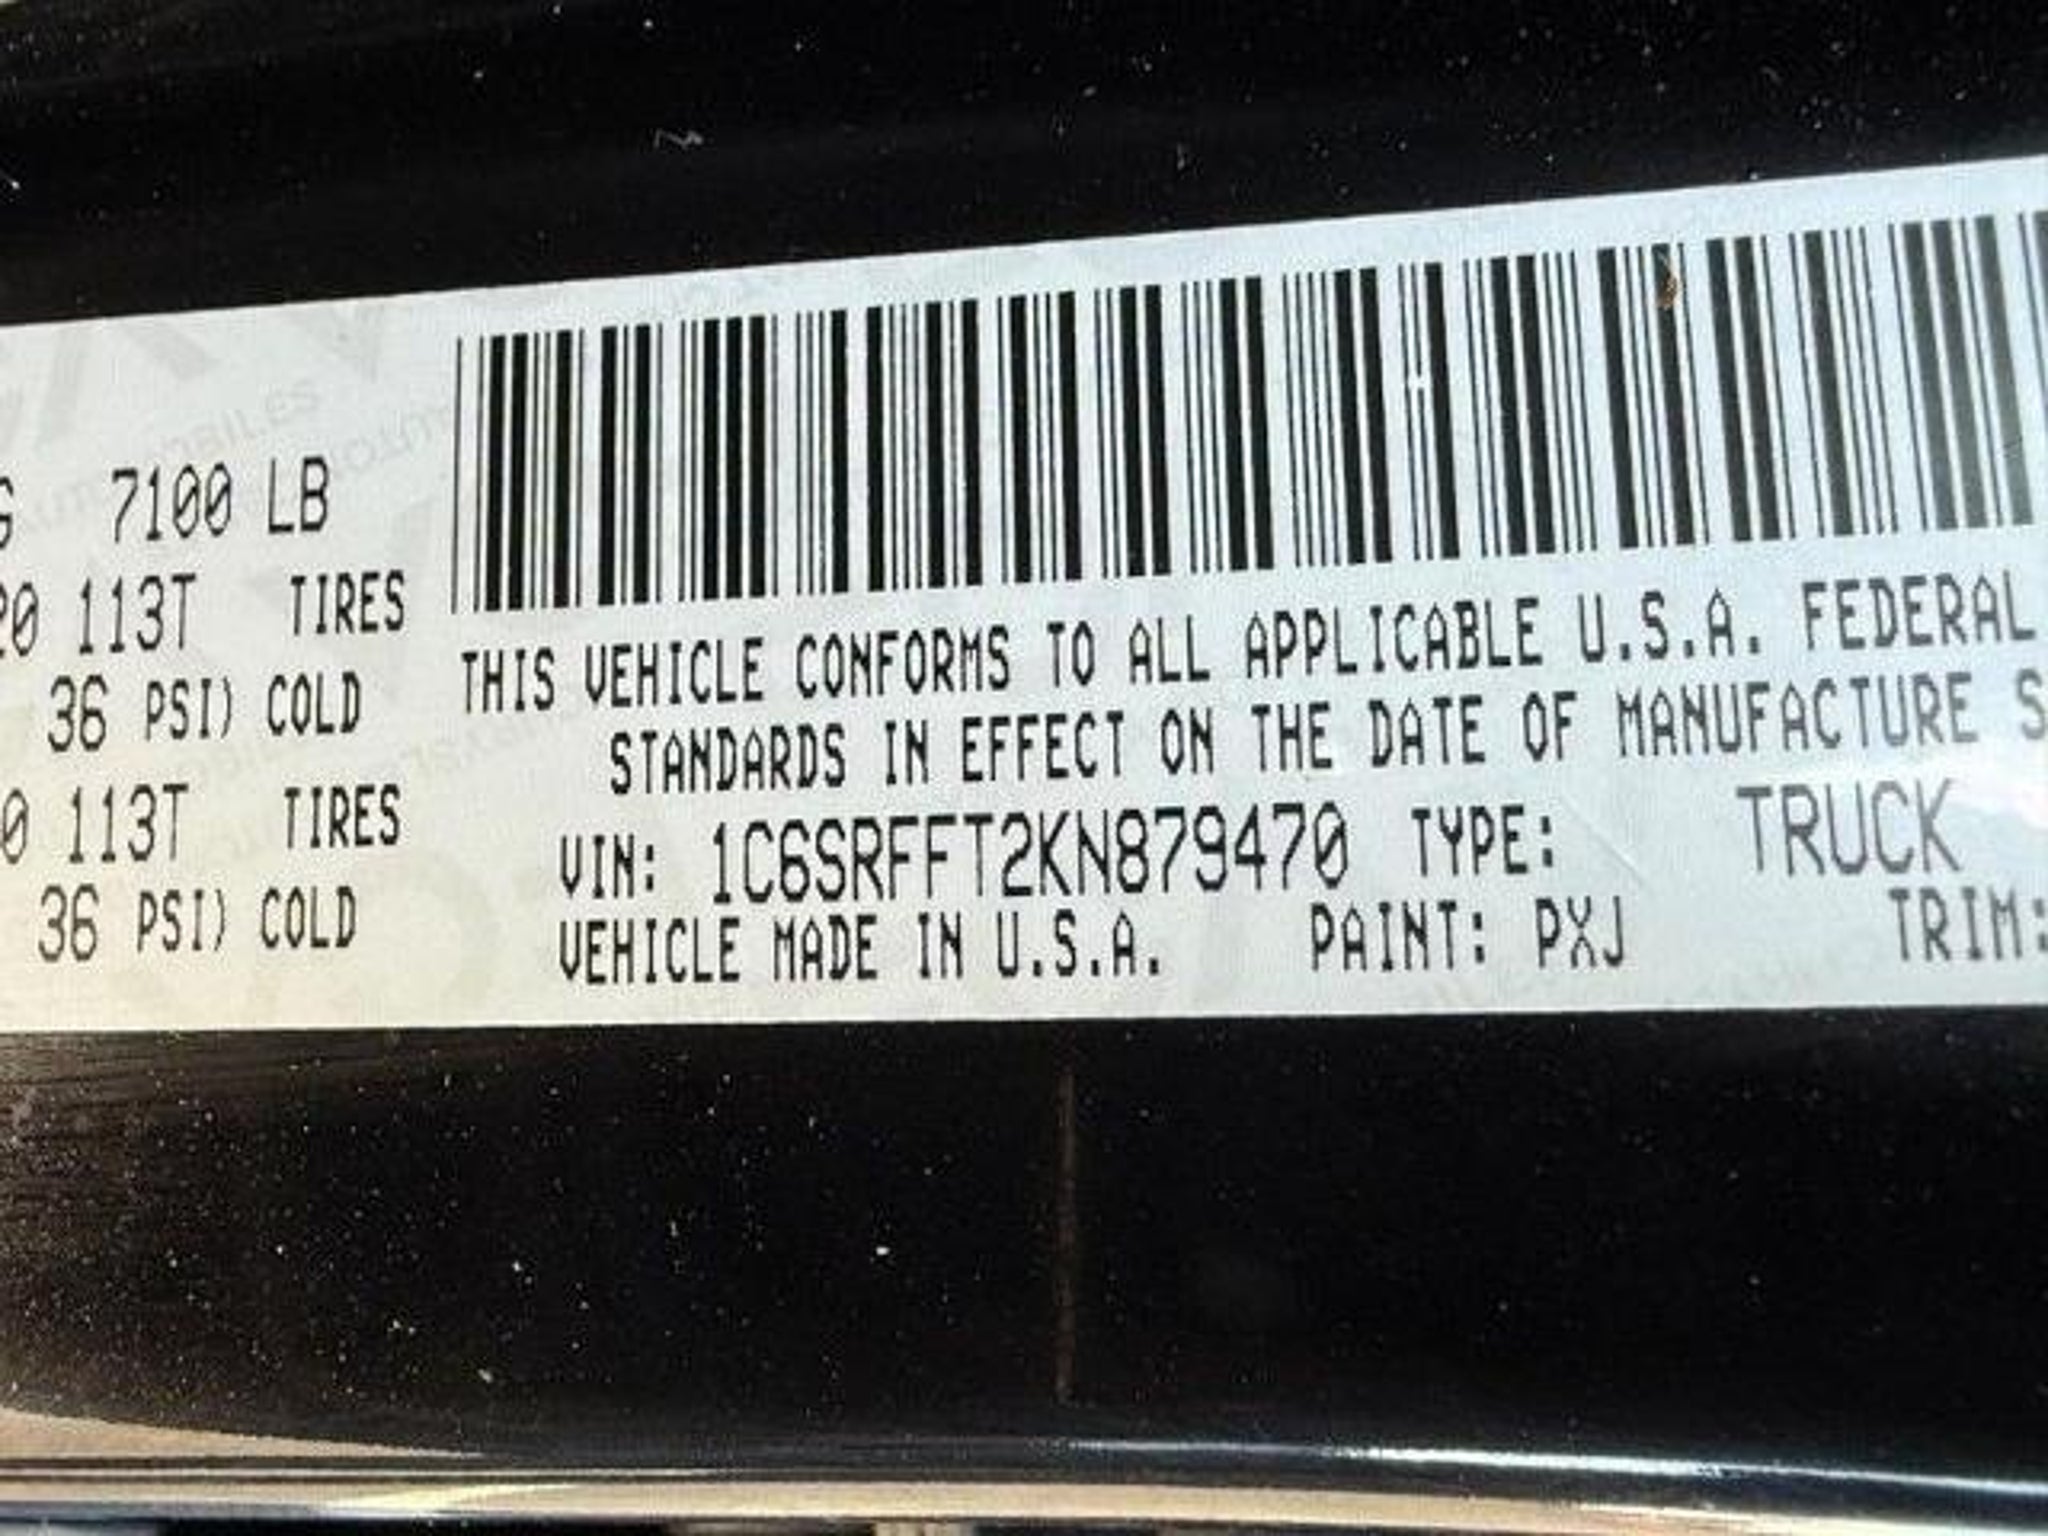 G 7100 LB
20 113T TIRES
36 PSI) COLD
0 113T TIRES
36 PSI) COLD
THIS VEHICLE CONFORMS TO ALL APPLICABLE U.S.A. FEDERAL
STANDARDS IN EFFECT ON THE DATE OF MANUFACTURE S
VIN: 1C6SRFFT2KN879470 TYPE: TRUCK
VEHICLE MADE IN U.S.A. PAINT: PXJ TRIM: